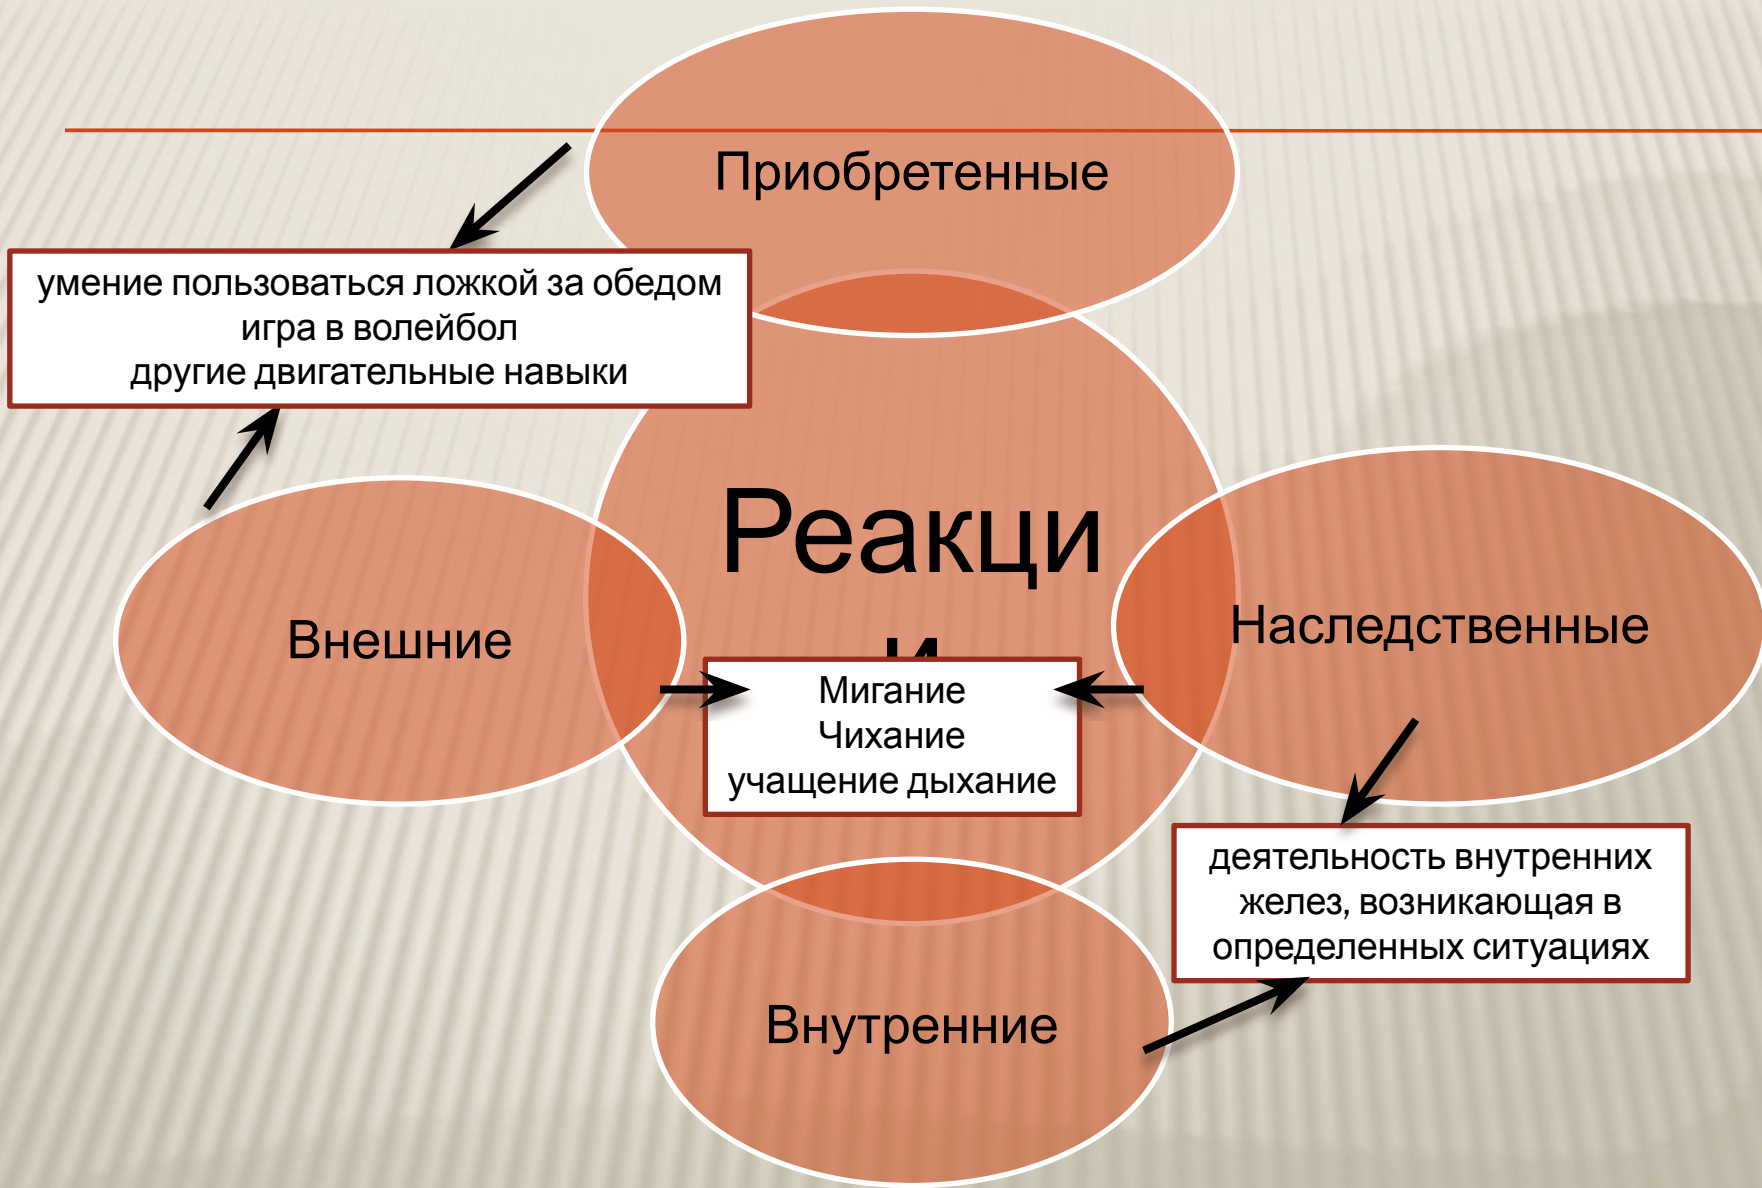 Приобретенные
умение пользоваться ложкой за обедом
игра в волейбол
другие двигательные навыки
Реакци
и
Внешние
Наследственные
Мигание
Чихание
учащение дыхание
деятельность внутренних
желез, возникающая в
определенных ситуациях
Внутренние